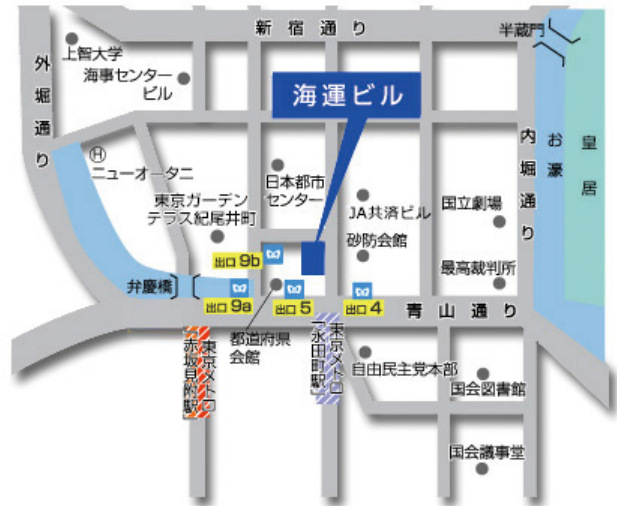 新宿通り
半蔵門
上智大学
海事センター
ビル
外堀通り
海運ビル
内堀通り
お濠
皇居
H
ニューオータニ
日本都市
センター
東京ガーデン
テラス紀尾井町
JA共済ビル
国立劇場
砂防会館
最高裁判所
出口 9b
弁慶橋
出口 9a
出口 5
出口 4
青山通り
都道府県
会館
東京メトロ
「赤坂見附駅」
東京メトロ
「永田町駅」
自由民主党本部
国会図書館
国会議事堂